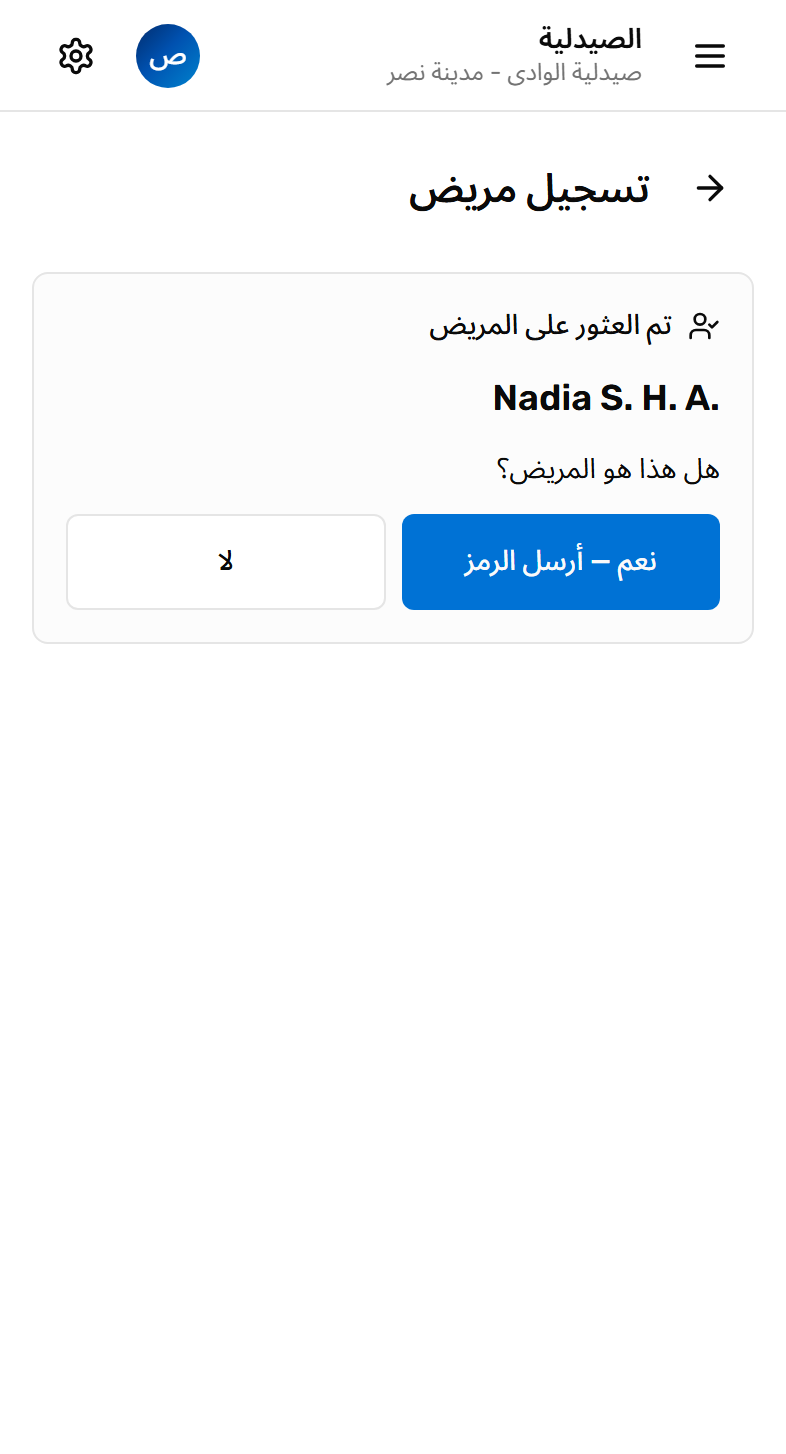 الصيدلية
صيدلية الوادى - مدينة نصر
ص
تسجيل مريض
تم العثور على المريض
Nadia S. H. A.
هل هذا هو المريض؟
نعم — أرسل الرمز
لا